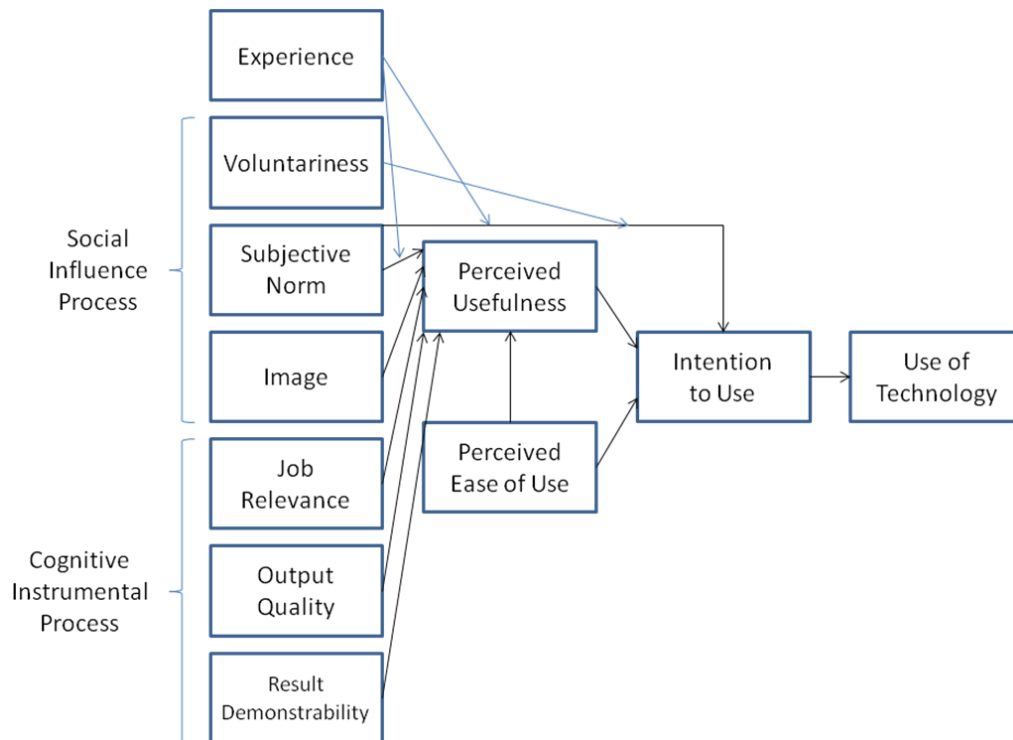 Experience
Voluntariness
Social
Influence
Process
Subjective
Norm
Perceived
Usefulness
Image
Intention
to Use
Use of
Technology
Job
Relevance
Perceived
Ease of Use
Cognitive
Instrumental
Process
Output
Quality
Result
Demonstrability